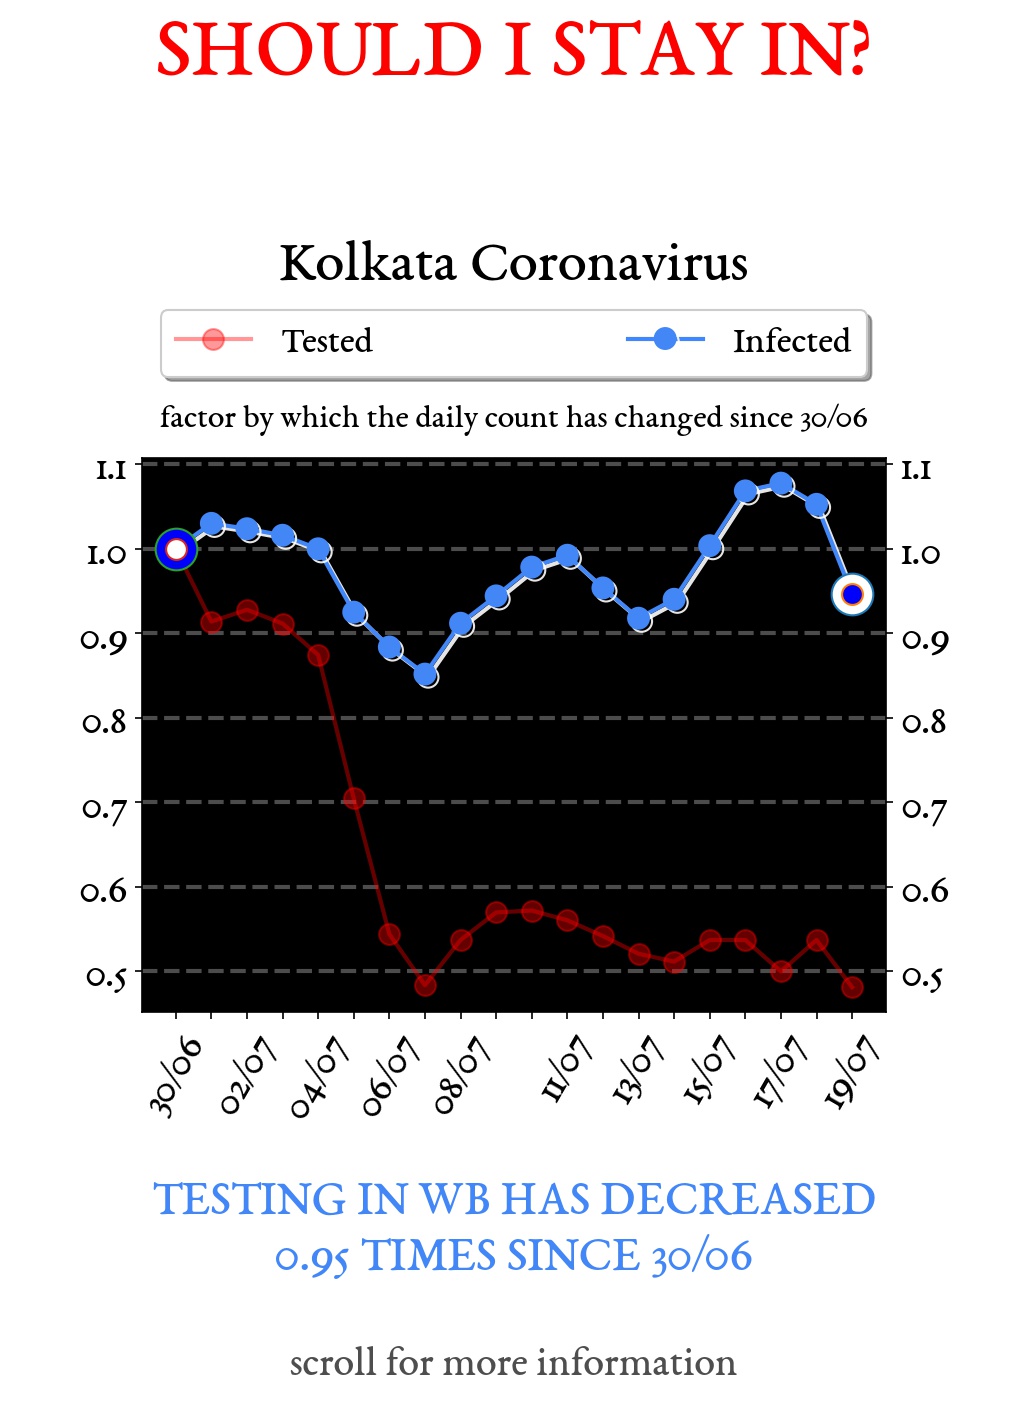 SHOULD I STAY IN?
Kolkata Coronavirus
Tested Infected
factor by which the daily count has changed since 30/06
1.1 1.1
1.0 1.0
0.9 0.9
0.8 0.8
0.7 0.7
0.6 0.6
0.5 0.5
30/06 02/07 04/07 06/07 08/07 11/07 13/07 15/07 17/07 19/07
TESTING IN WB HAS DECREASED
0.95 TIMES SINCE 30/06
scroll for more information